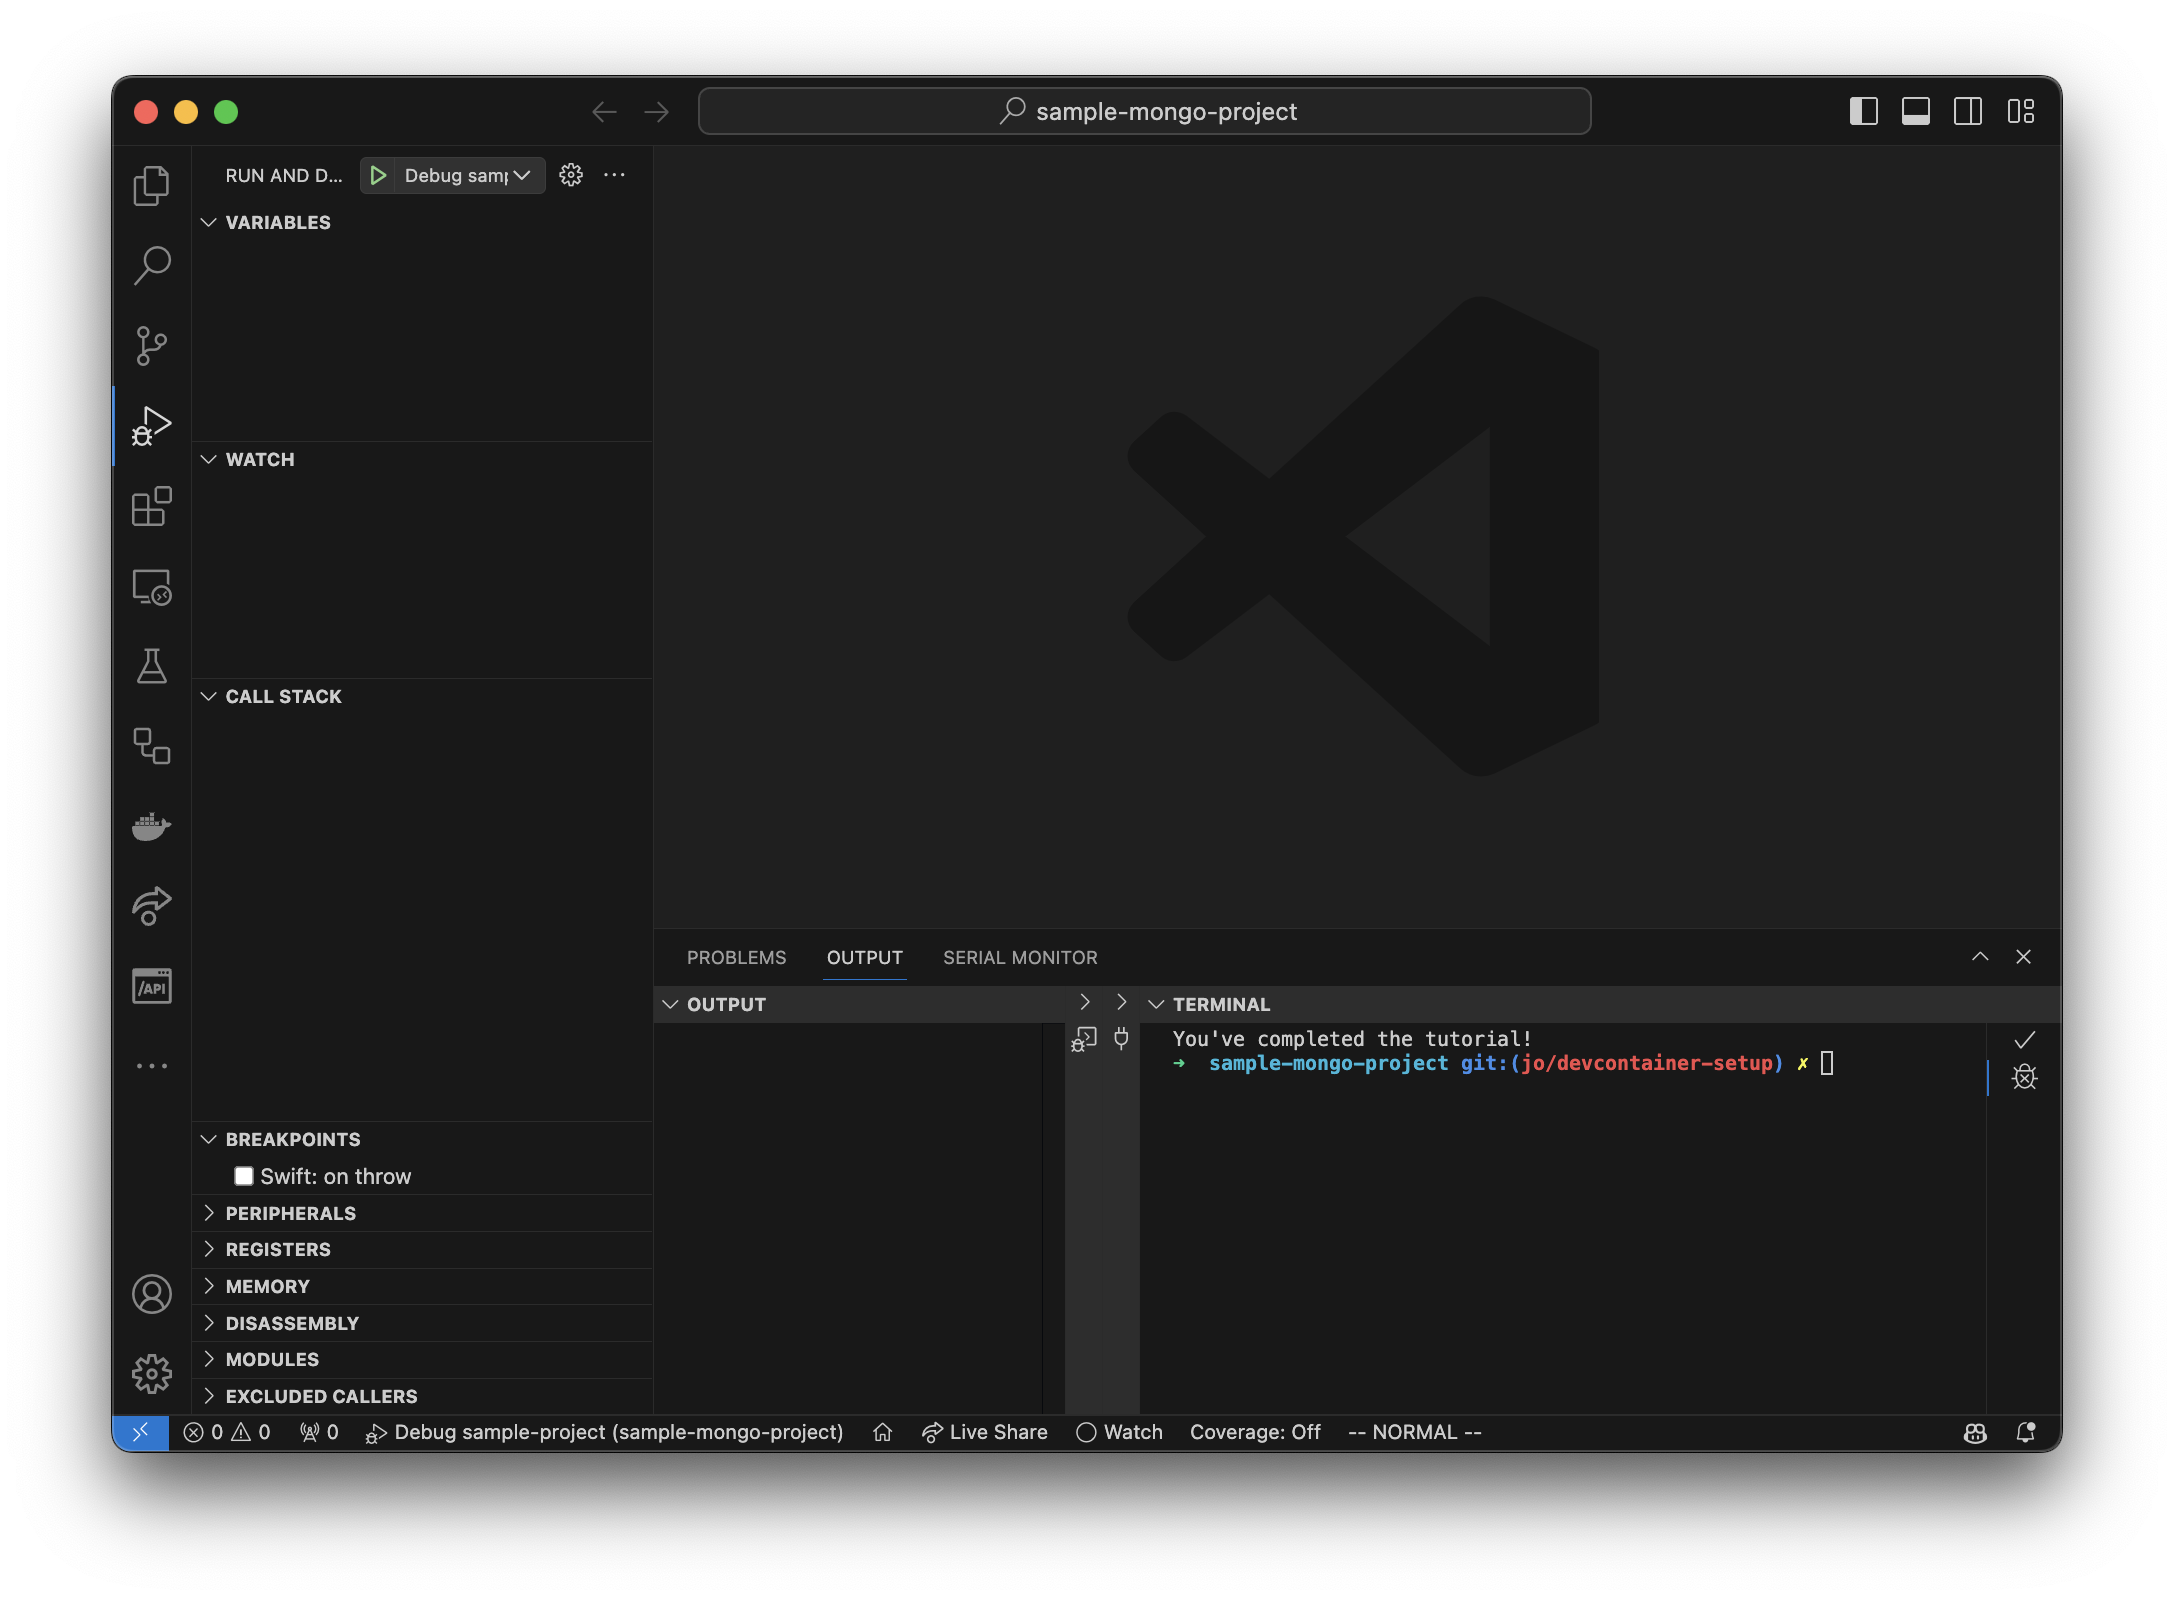 sample-mongo-project
RUN AND D...
Debug samp
VARIABLES
WATCH
CALL STACK
/API
BREAKPOINTS
Swift: on throw
PERIPHERALS
REGISTERS
MEMORY
DISASSEMBLY
MODULES
EXCLUDED CALLERS
PROBLEMS OUTPUT SERIAL MONITOR
OUTPUT
TERMINAL
You've completed the tutorial!
➜ sample-mongo-project git:(jo/devcontainer-setup) ✗
0 0 0 Debug sample-project (sample-mongo-project) Live Share Watch Coverage: Off -- NORMAL --